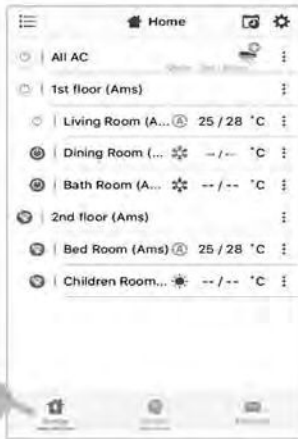 Home
All AC
1st floor (Ams)
Living Room (A... Ⓐ 25 / 28 °C
Dining Room (... -- / -- °C
Bath Room (A... -- / -- °C
2nd floor (Ams)
Bed Room (Ams) Ⓐ 25 / 28 °C
Children Room... -- / -- °C